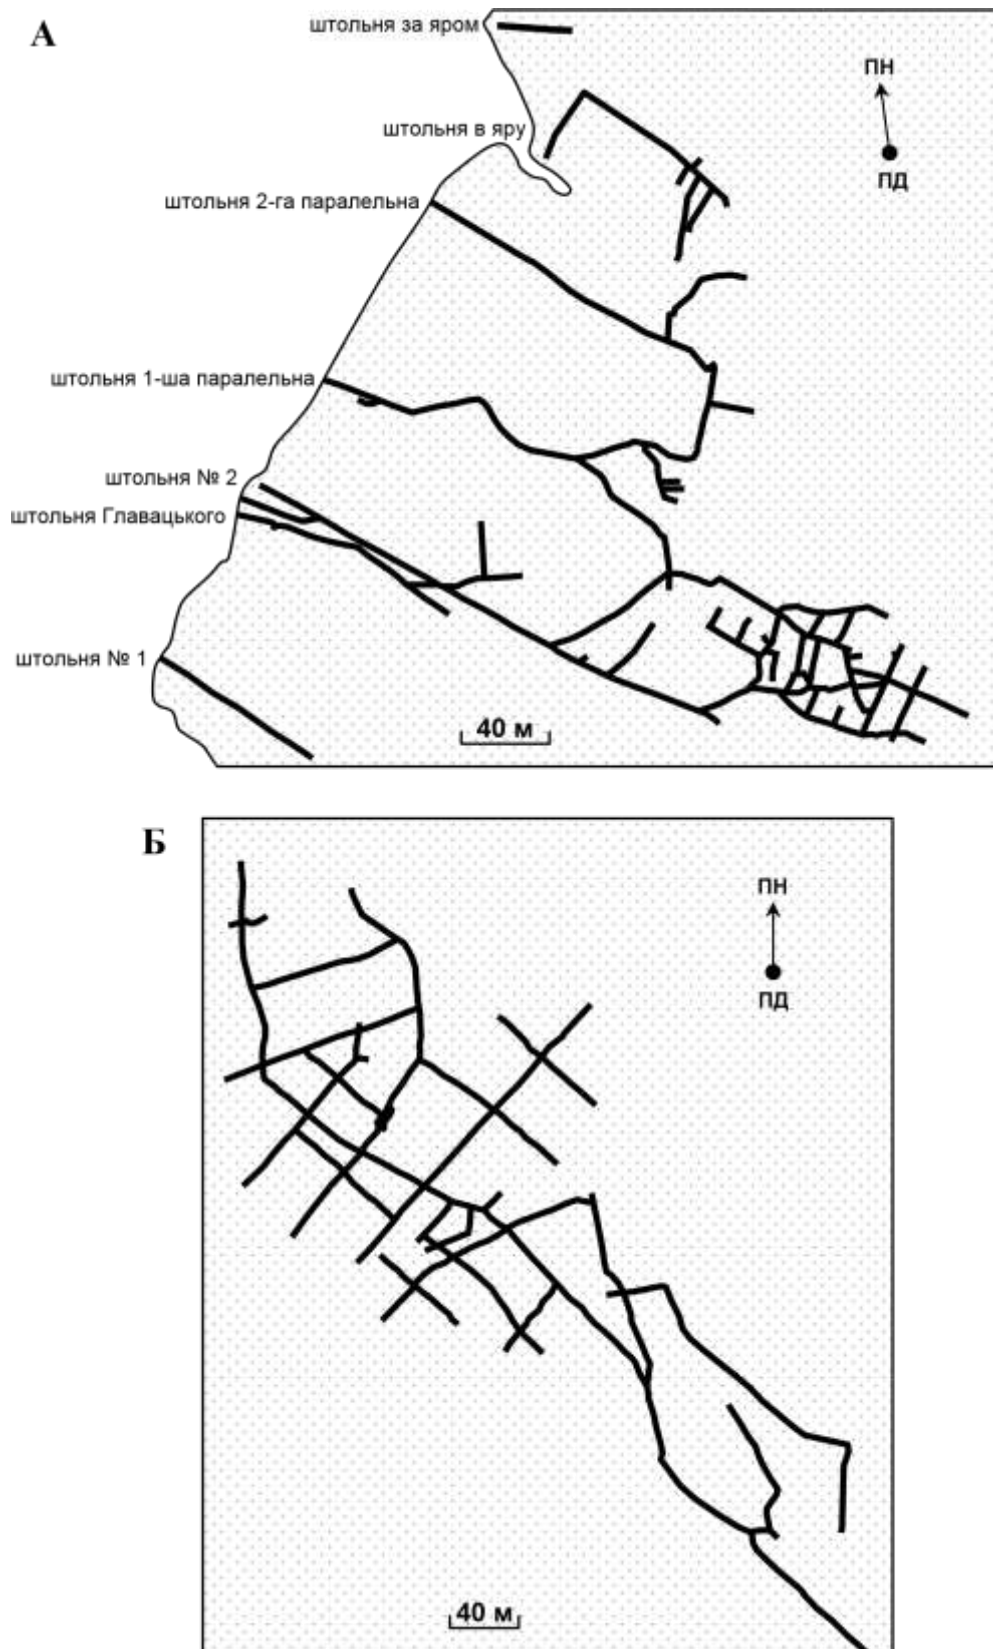 А
штольня за яром
ПН
штольня в яру
ПД
штольня 2-га паралельна
штольня 1-ша паралельна
штольня № 2
штольня Главацького
штольня № 1
40 м
Б
ПН
ПД
40 м